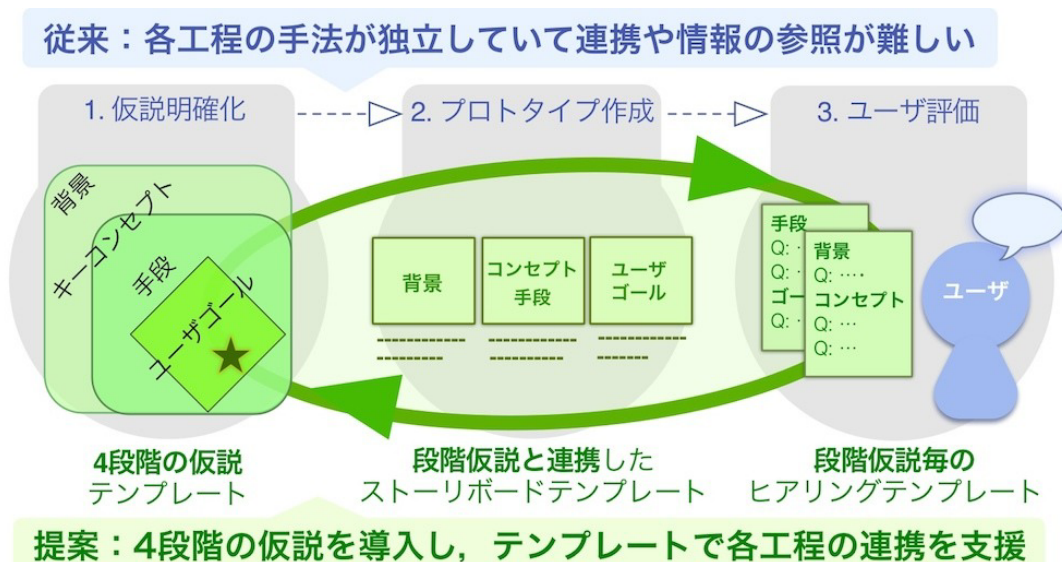 従来：各工程の手法が独立していて連携や情報の参照が難しい
1. 仮説明確化
2. プロトタイプ作成
3. ユーザ評価
背景
キーコンセプト
手段
ユーザゴール
背景
コンセプト
手段
ユーザ
ゴール
手段
Q: ‥
Q: ‥
ゴー
Q: ‥
背景
Q: ‥‥
コンセプト
Q: …
Q: …
ユーザ
4段階の仮説
テンプレート
段階仮説と連携した
ストーリボードテンプレート
段階仮説毎の
ヒアリングテンプレート
提案：4段階の仮説を導入し，テンプレートで各工程の連携を支援